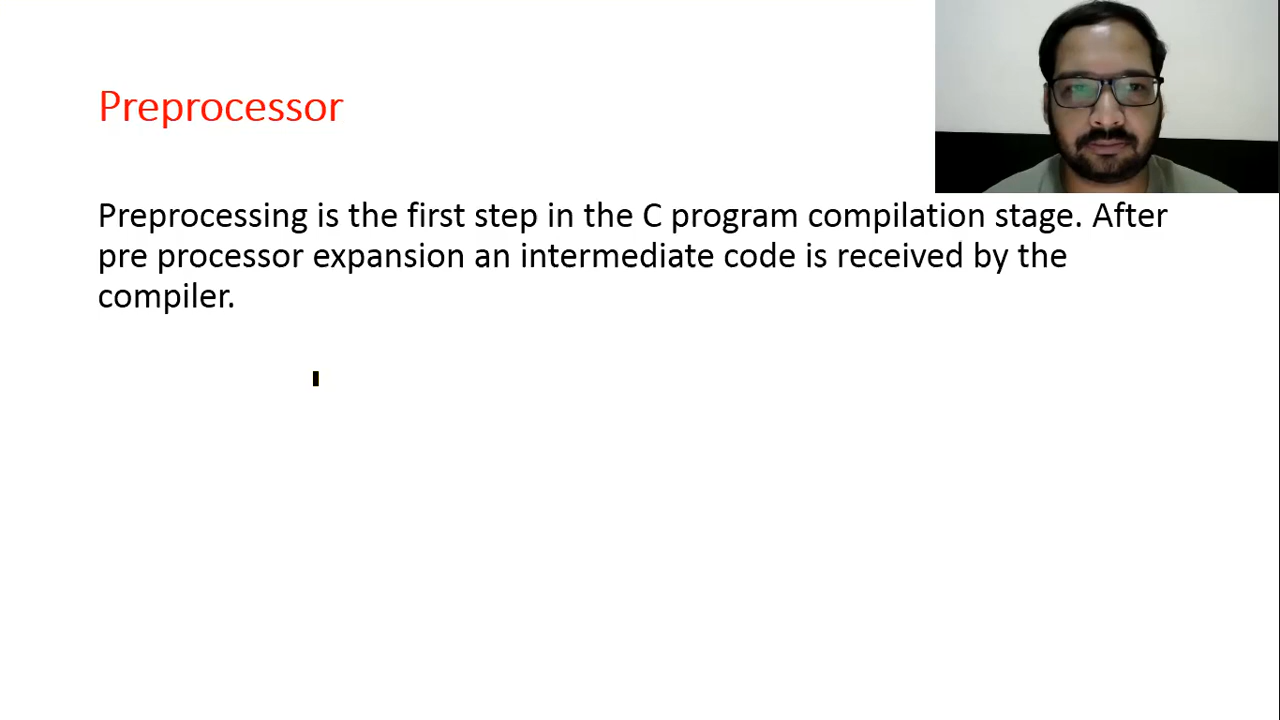 Preprocessor
Preprocessing is the first step in the C program compilation stage. After
pre processor expansion an intermediate code is received by the
compiler.